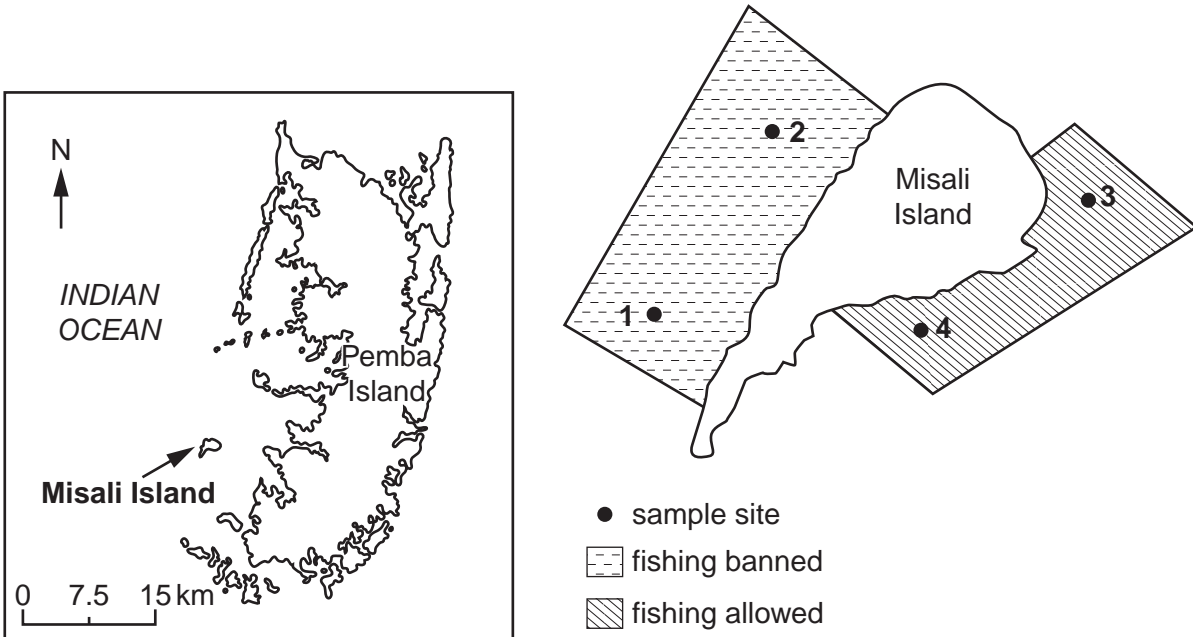 N
INDIAN
OCEAN
Pemba
Island
Misali Island
0 7.5 15 km
2
Misali
Island
3
1
4
sample site
fishing banned
fishing allowed